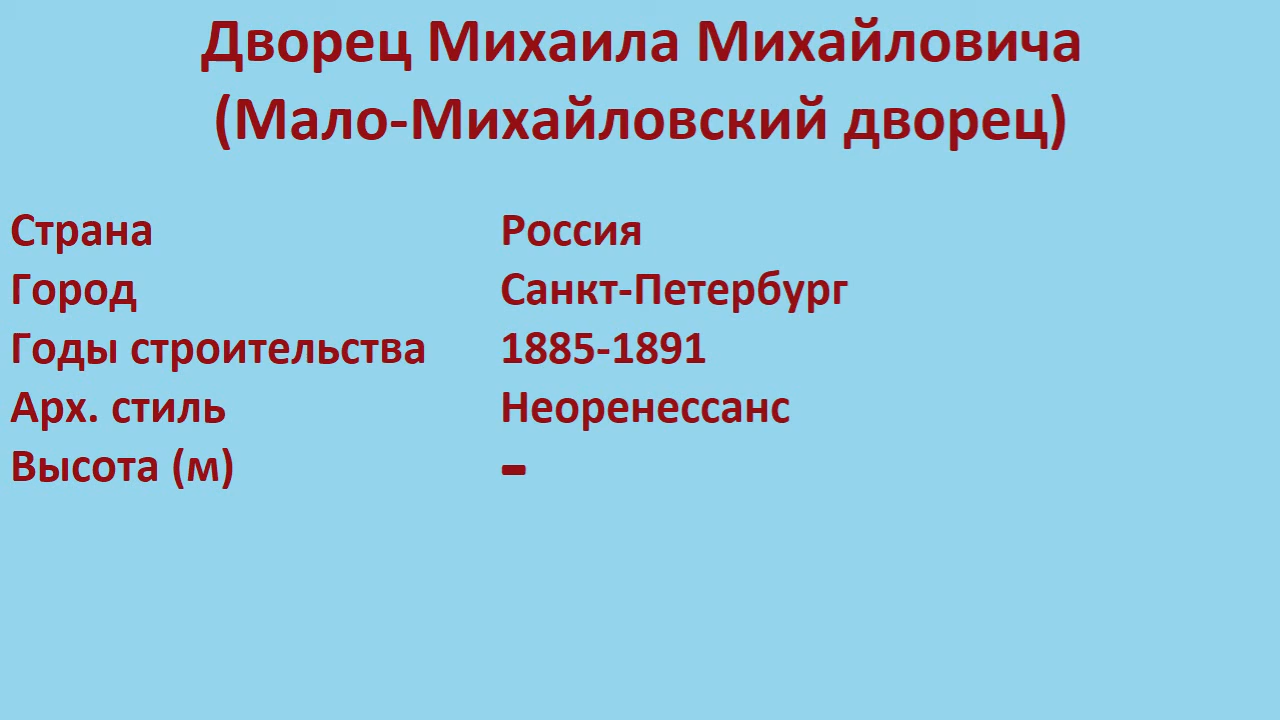 Дворец Михаила Михайловича
(Мало-Михайловский дворец)
Страна Россия
Город Санкт-Петербург
Годы строительства 1885-1891
Арх. стиль Неоренессанс
Высота (м) -